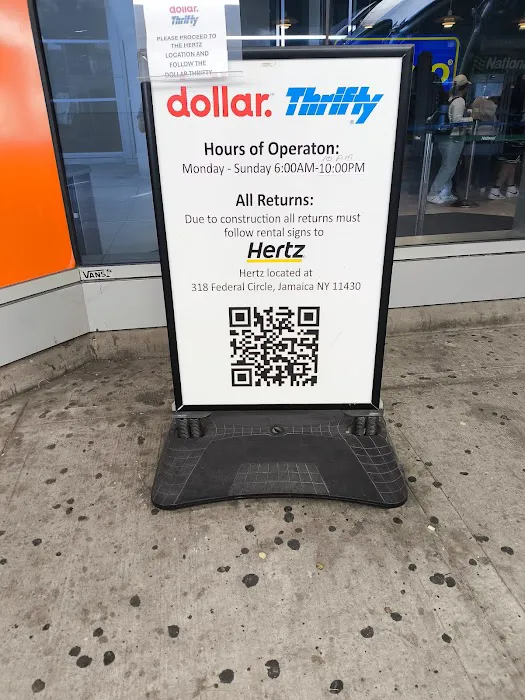 dollar.
Thrifty
PLEASE PROCEED TO
THE HERTZ
LOCATION AND
FOLLOW THE
DOLLAR THRIFTY
dollar. Thrifty
Hours of Operaton:
Monday - Sunday 6:00AM-10:00PM
All Returns:
Due to construction all returns must
follow rental signs to
Hertz
Hertz located at
318 Federal Circle, Jamaica NY 11430
VANS
National